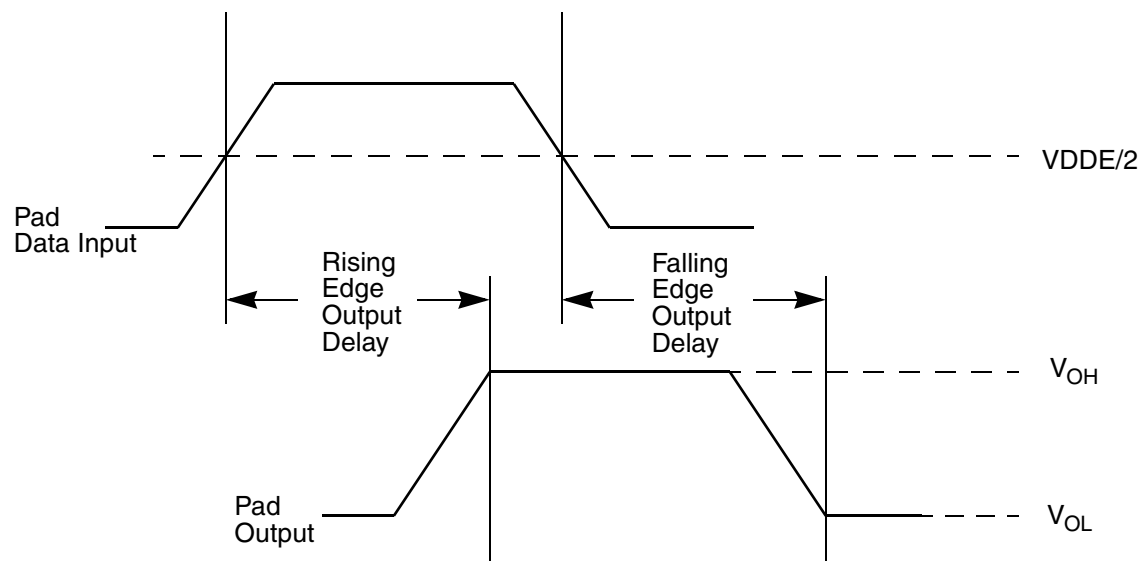 VDDE/2
Pad
Data Input
Rising
Edge
Output
Delay
Falling
Edge
Output
Delay
VOH
Pad
Output
VOL